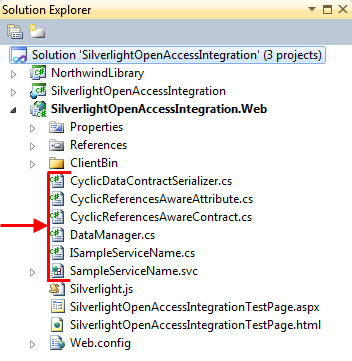 Solution Explorer
Solution 'SilverlightOpenAccessIntegration' (3 projects)
NorthwindLibrary
SilverlightOpenAccessIntegration
SilverlightOpenAccessIntegration.Web
Properties
References
ClientBin
CyclicDataContractSerializer.cs
CyclicReferencesAwareAttribute.cs
CyclicReferencesAwareContract.cs
DataManager.cs
ISampleServiceName.cs
SampleServiceName.svc
Silverlight.js
SilverlightOpenAccessIntegrationTestPage.aspx
SilverlightOpenAccessIntegrationTestPage.html
Web.config